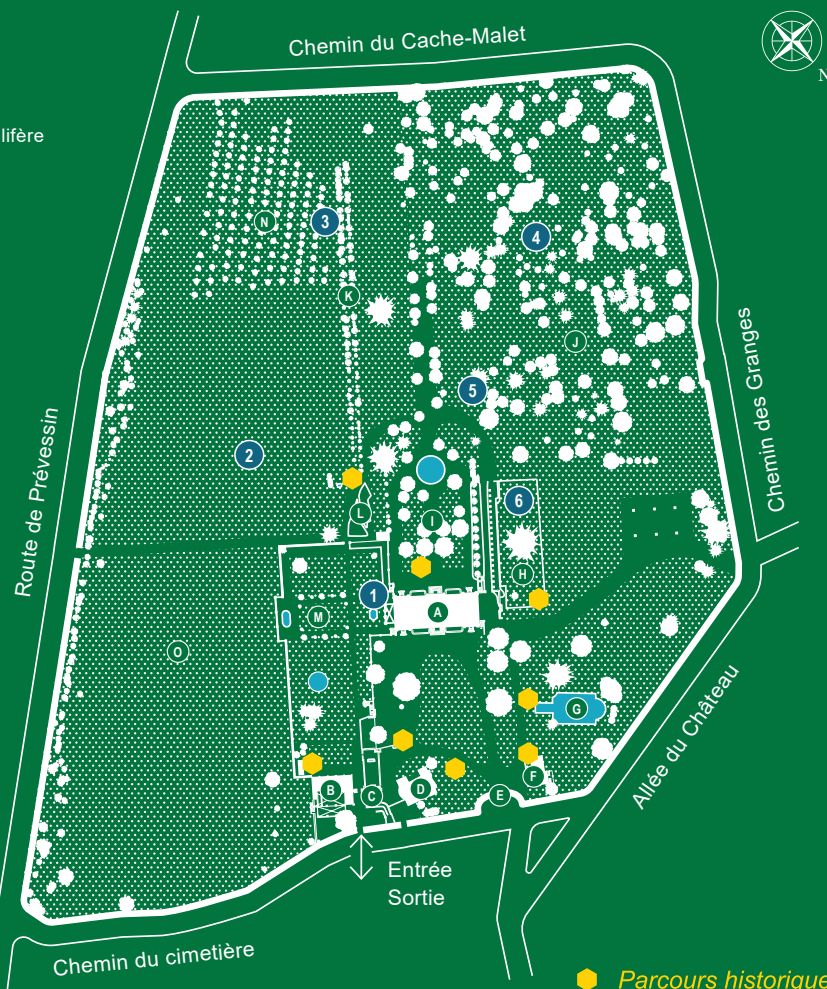 Chemin du Cache-Malet
N
lifère
N
3
4
K
J
Chemin des Granges
5
2
Route de Prévessin
6
L
I
H
1
A
M
O
G
Allée du Château
F
B
C
D
E
Entrée
Sortie
Chemin du cimetière
Parcours historique